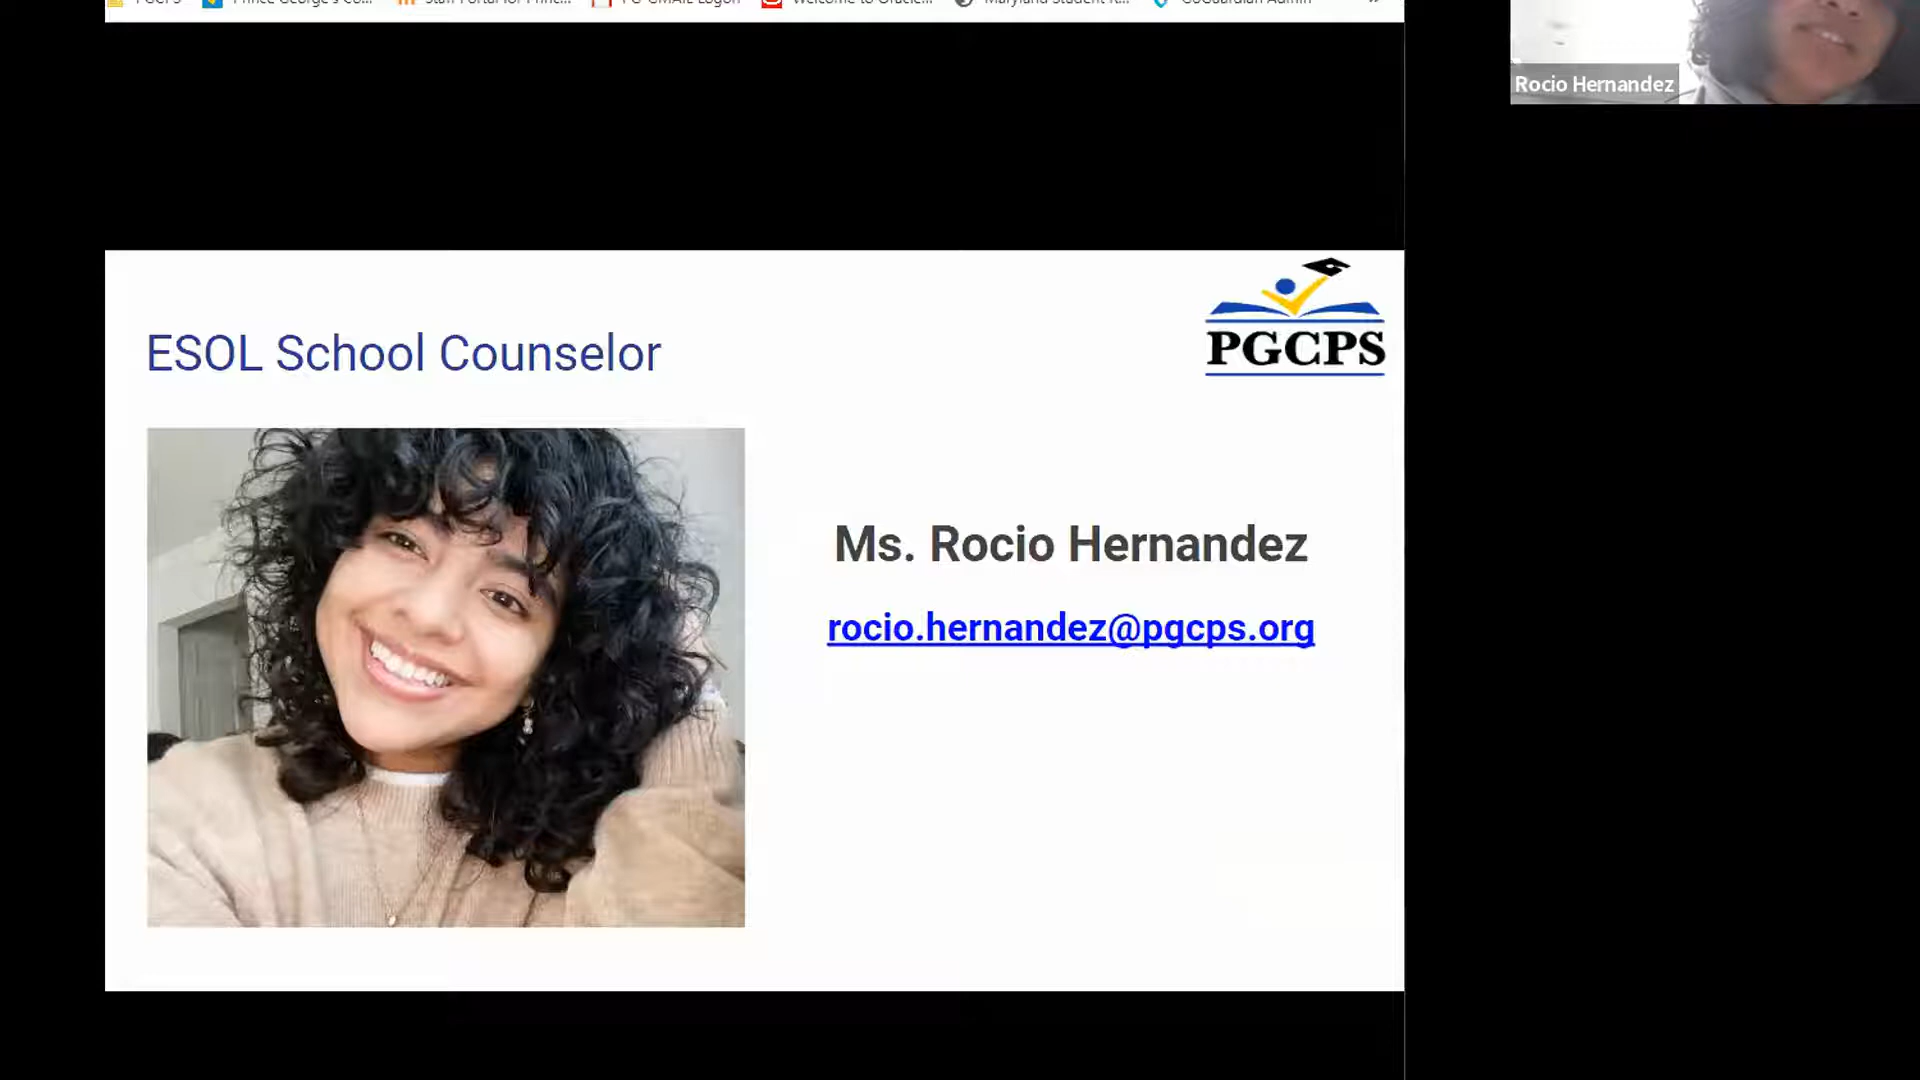 Rocio Hernandez
PGCPS
ESOL School Counselor
Ms. Rocio Hernandez
rocio.hernandez@pgcps.org